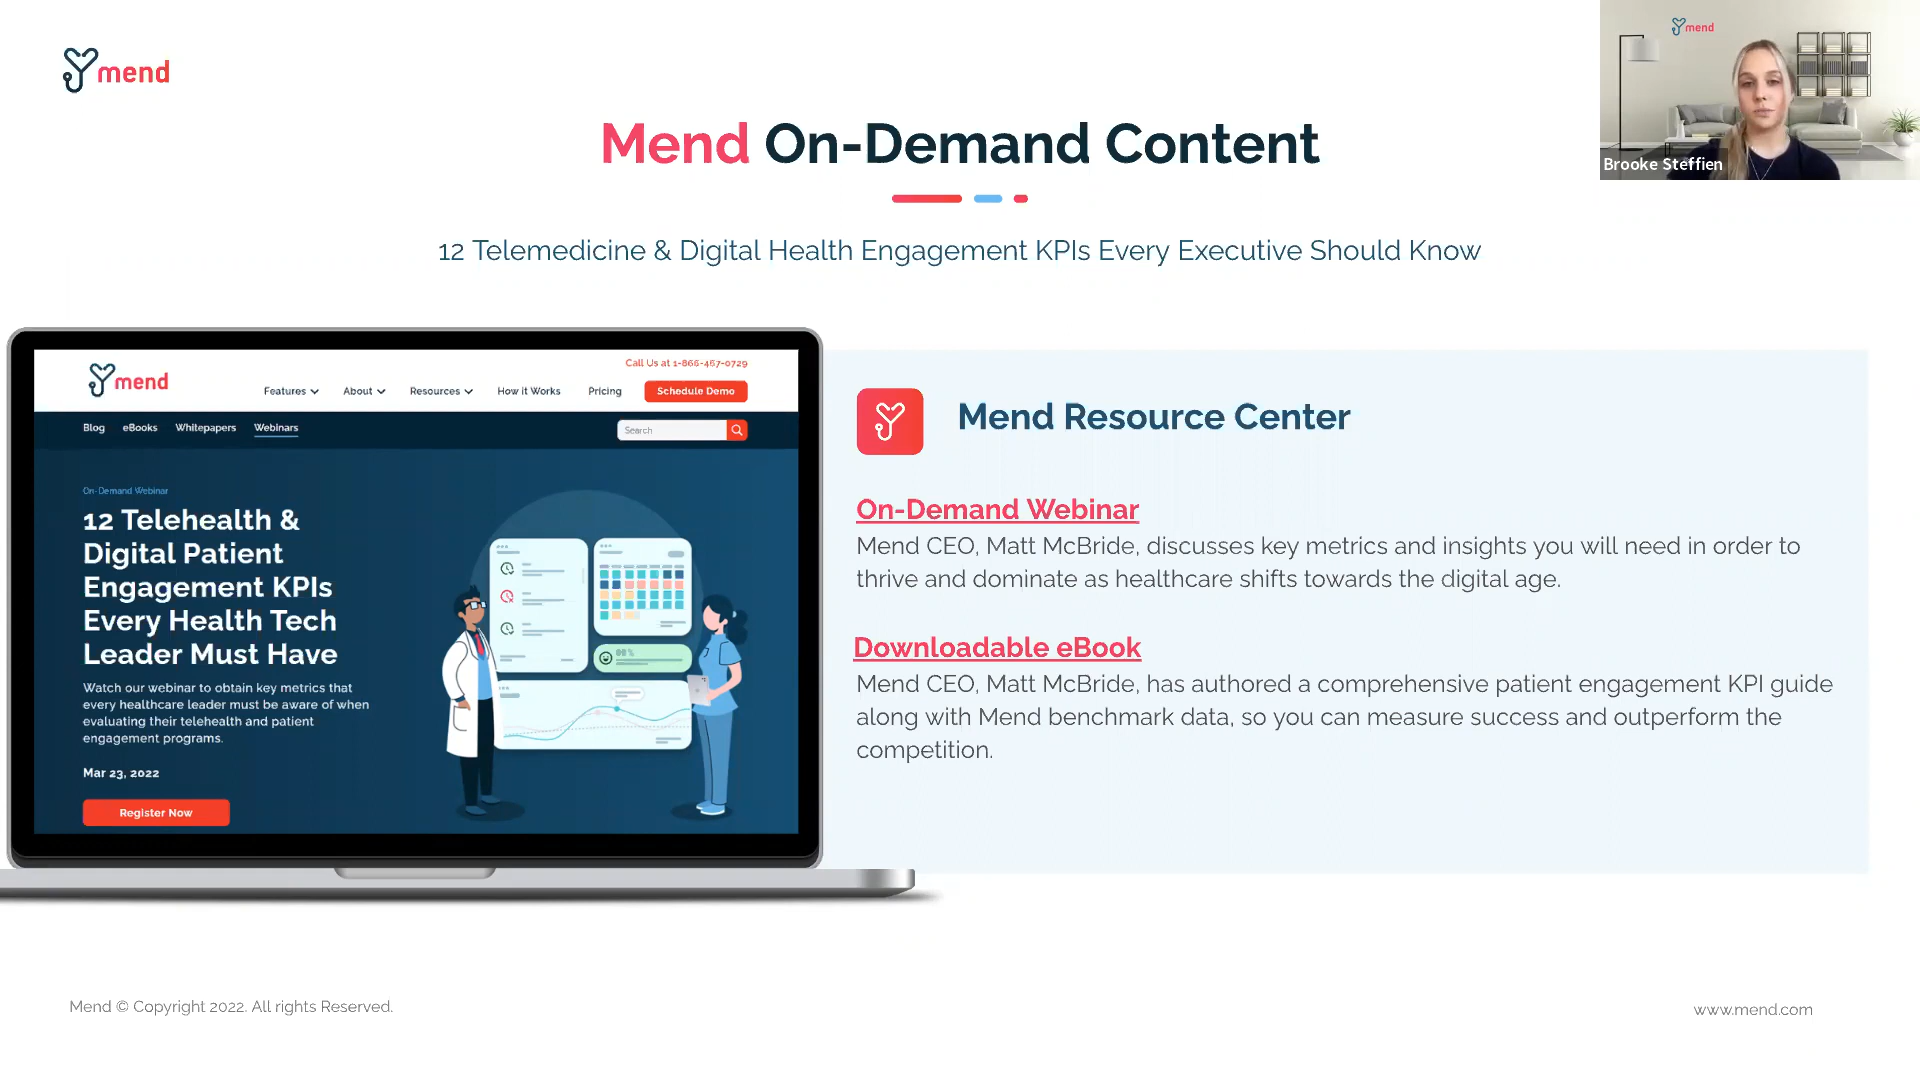 mend
mend
Brooke Steffien
Mend On-Demand Content
12 Telemedicine & Digital Health Engagement KPIs Every Executive Should Know
Call Us at 1-866-467-0729
mend
Features
About
Resources
How it Works
Pricing
Schedule Demo
Blog
eBooks
Whitepapers
Webinars
Search
On-Demand Webinar
12 Telehealth &
Digital Patient
Engagement KPIs
Every Health Tech
Leader Must Have
Watch our webinar to obtain key metrics that
every healthcare leader must be aware of when
evaluating their telehealth and patient
engagement programs.
Mar 23, 2022
Register Now
Mend Resource Center
On-Demand Webinar
Mend CEO, Matt McBride, discusses key metrics and insights you will need in order to
thrive and dominate as healthcare shifts towards the digital age.
Downloadable eBook
Mend CEO, Matt McBride, has authored a comprehensive patient engagement KPI guide
along with Mend benchmark data, so you can measure success and outperform the
competition.
Mend © Copyright 2022. All rights Reserved.
www.mend.com